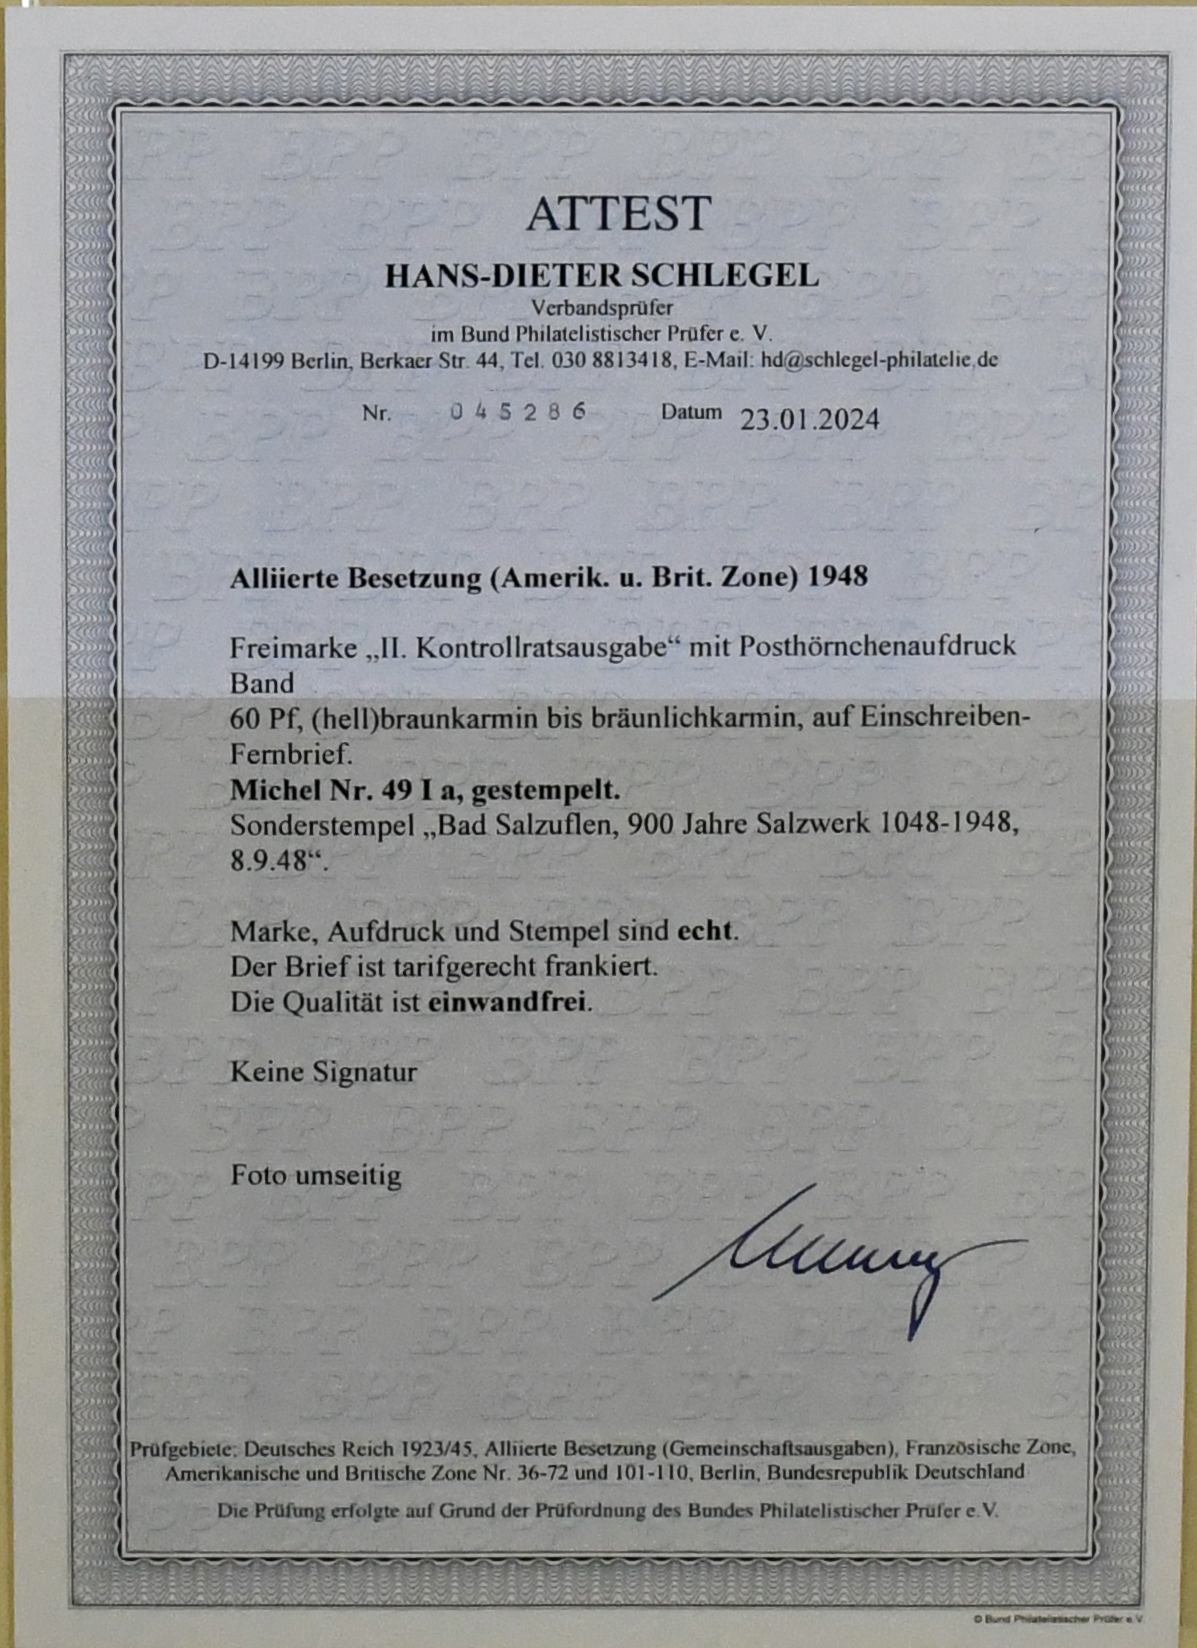 ATTEST
HANS-DIETER SCHLEGEL
Verbandsprüfer
im Bund Philatelistischer Prüfer e. V.
D-14199 Berlin, Berkaer Str. 44, Tel. 030 8813418, E-Mail: hd@schlegel-philatelie.de
Nr. 045286 Datum 23.01.2024
Alliierte Besetzung (Amerik. u. Brit. Zone) 1948
Freimarke „II. Kontrollratsausgabe“ mit Posthörnchenaufdruck
Band
60 Pf, (hell)braunkarmin bis bräunlichkarmin, auf Einschreiben-
Fernbrief.
Michel Nr. 49 I a, gestempelt.
Sonderstempel „Bad Salzuflen, 900 Jahre Salzwerk 1048-1948,
8.9.48“.
Marke, Aufdruck und Stempel sind echt.
Der Brief ist tarifgerecht frankiert.
Die Qualität ist einwandfrei.
Keine Signatur
Foto umseitig
Prüfgebiete: Deutsches Reich 1923/45, Alliierte Besetzung (Gemeinschaftsausgaben), Französische Zone,
Amerikanische und Britische Zone Nr. 36-72 und 101-110, Berlin, Bundesrepublik Deutschland
Die Prüfung erfolgte auf Grund der Prüfordnung des Bundes Philatelistischer Prüfer e.V.
© Bund Philatelistischer Prüfer e.V.